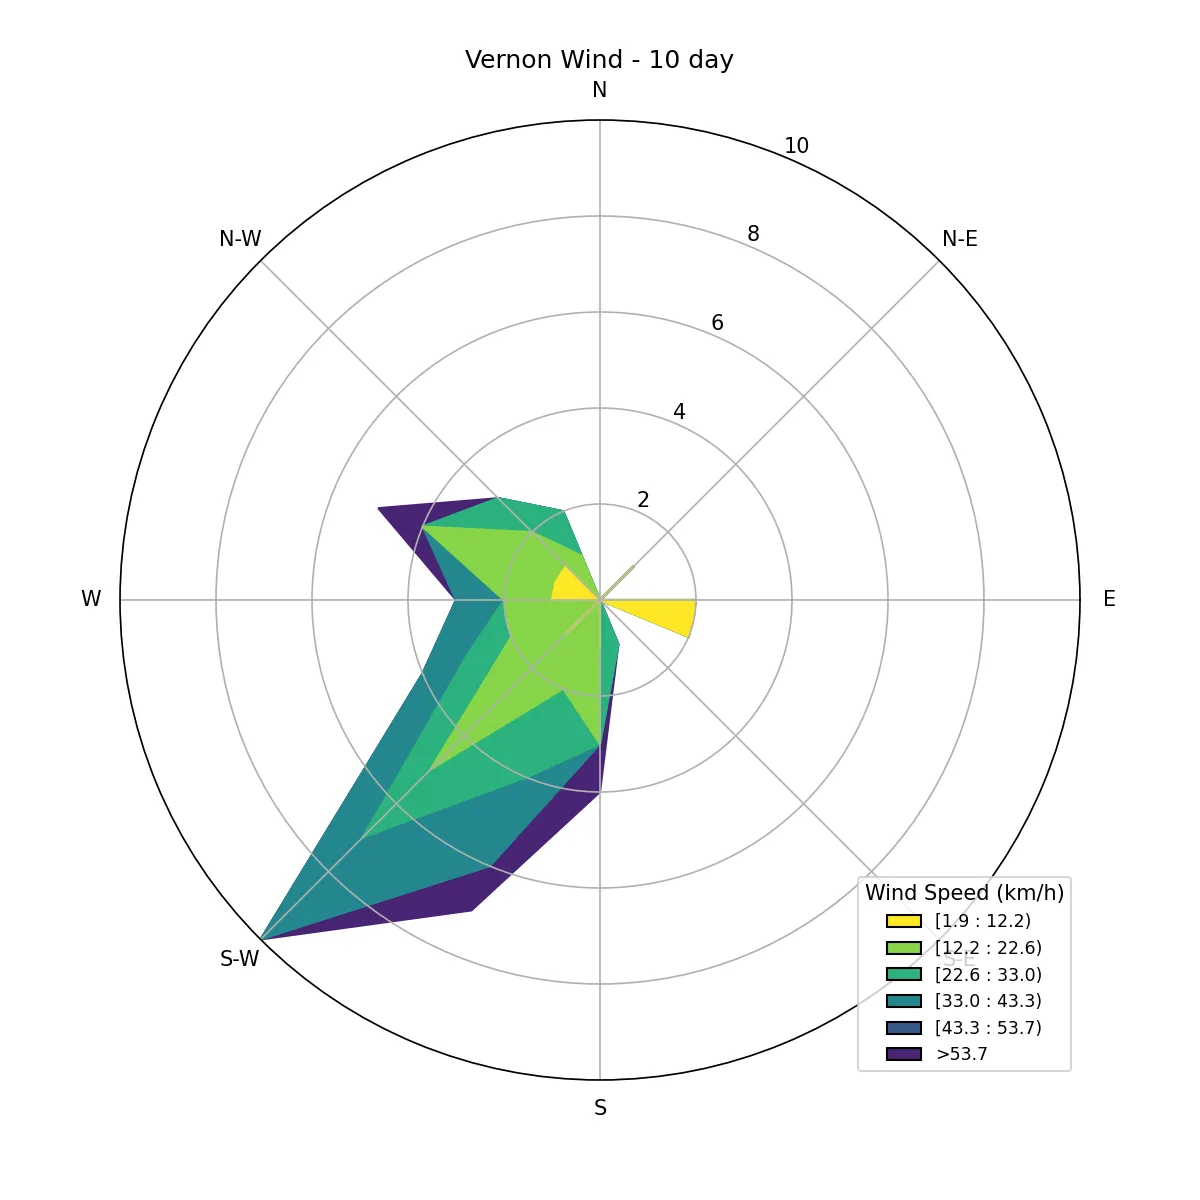 Vernon Wind - 10 day
N
10
N-W
N-E
8
6
4
2
W
E
S-W
S-E
S
Wind Speed (km/h)
[1.9 : 12.2)
[12.2 : 22.6)
[22.6 : 33.0)
[33.0 : 43.3)
[43.3 : 53.7)
>53.7